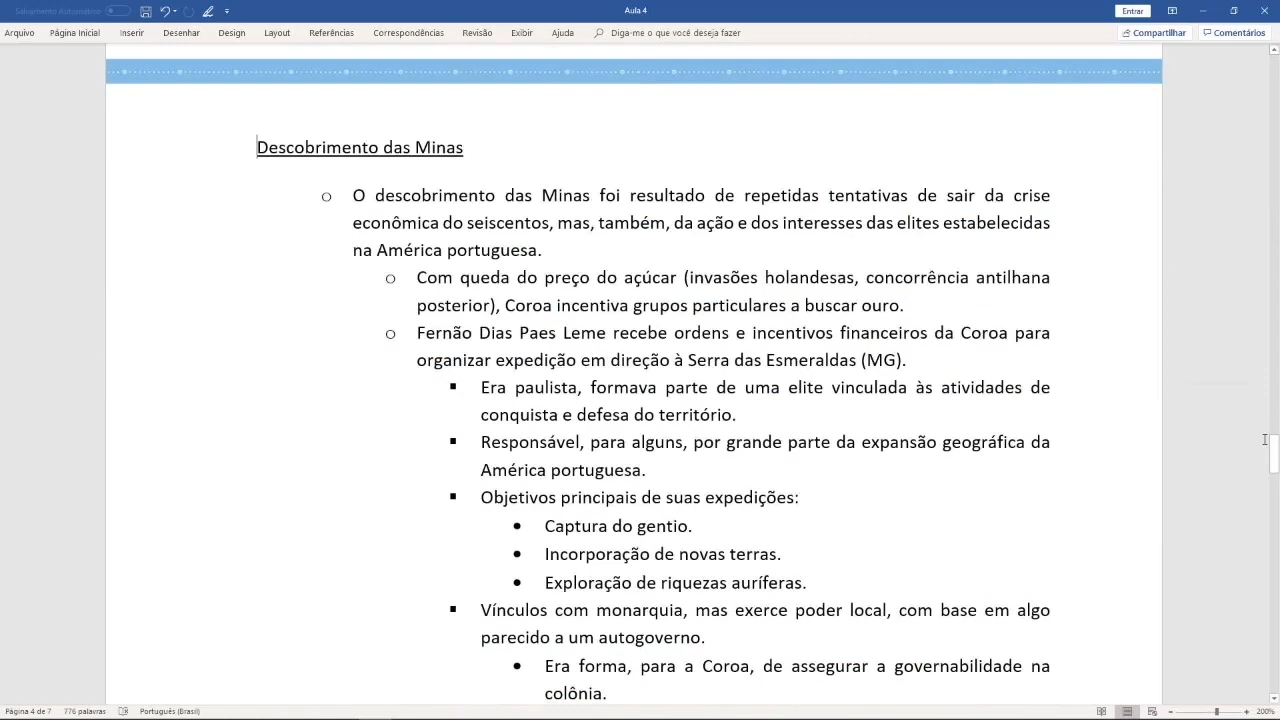 Salvamento Automático
Aula 4
Entrar
Arquivo Página Inicial Inserir Desenhar Design Layout Referências Correspondências Revisão Exibir Ajuda Diga-me o que você deseja fazer Compartilhar Comentários
Descobrimento das Minas
O descobrimento das Minas foi resultado de repetidas tentativas de sair da crise
econômica do seiscentos, mas, também, da ação e dos interesses das elites estabelecidas
na América portuguesa.
Com queda do preço do açúcar (invasões holandesas, concorrência antilhana
posterior), Coroa incentiva grupos particulares a buscar ouro.
Fernão Dias Paes Leme recebe ordens e incentivos financeiros da Coroa para
organizar expedição em direção à Serra das Esmeraldas (MG).
Era paulista, formava parte de uma elite vinculada às atividades de
conquista e defesa do território.
Responsável, para alguns, por grande parte da expansão geográfica da
América portuguesa.
Objetivos principais de suas expedições:
Captura do gentio.
Incorporação de novas terras.
Exploração de riquezas auríferas.
Vínculos com monarquia, mas exerce poder local, com base em algo
parecido a um autogoverno.
Era forma, para a Coroa, de assegurar a governabilidade na
colônia.
Página 4 de 7 776 palavras Português (Brasil) 200%